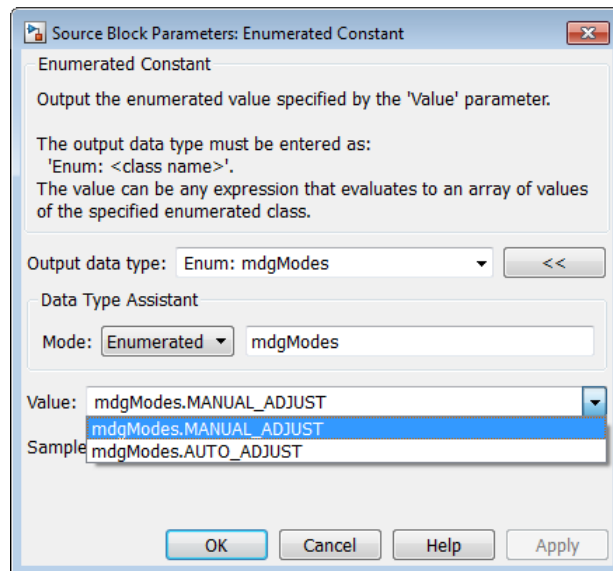 Source Block Parameters: Enumerated Constant
Enumerated Constant
Output the enumerated value specified by the 'Value' parameter.
The output data type must be entered as:
'Enum: <class name>'.
The value can be any expression that evaluates to an array of values
of the specified enumerated class.
Output data type: Enum: mdgModes <<
Data Type Assistant
Mode: Enumerated mdgModes
Value: mdgModes.MANUAL_ADJUST
mdgModes.MANUAL_ADJUST
Sample mdgModes.AUTO_ADJUST
OK Cancel Help Apply